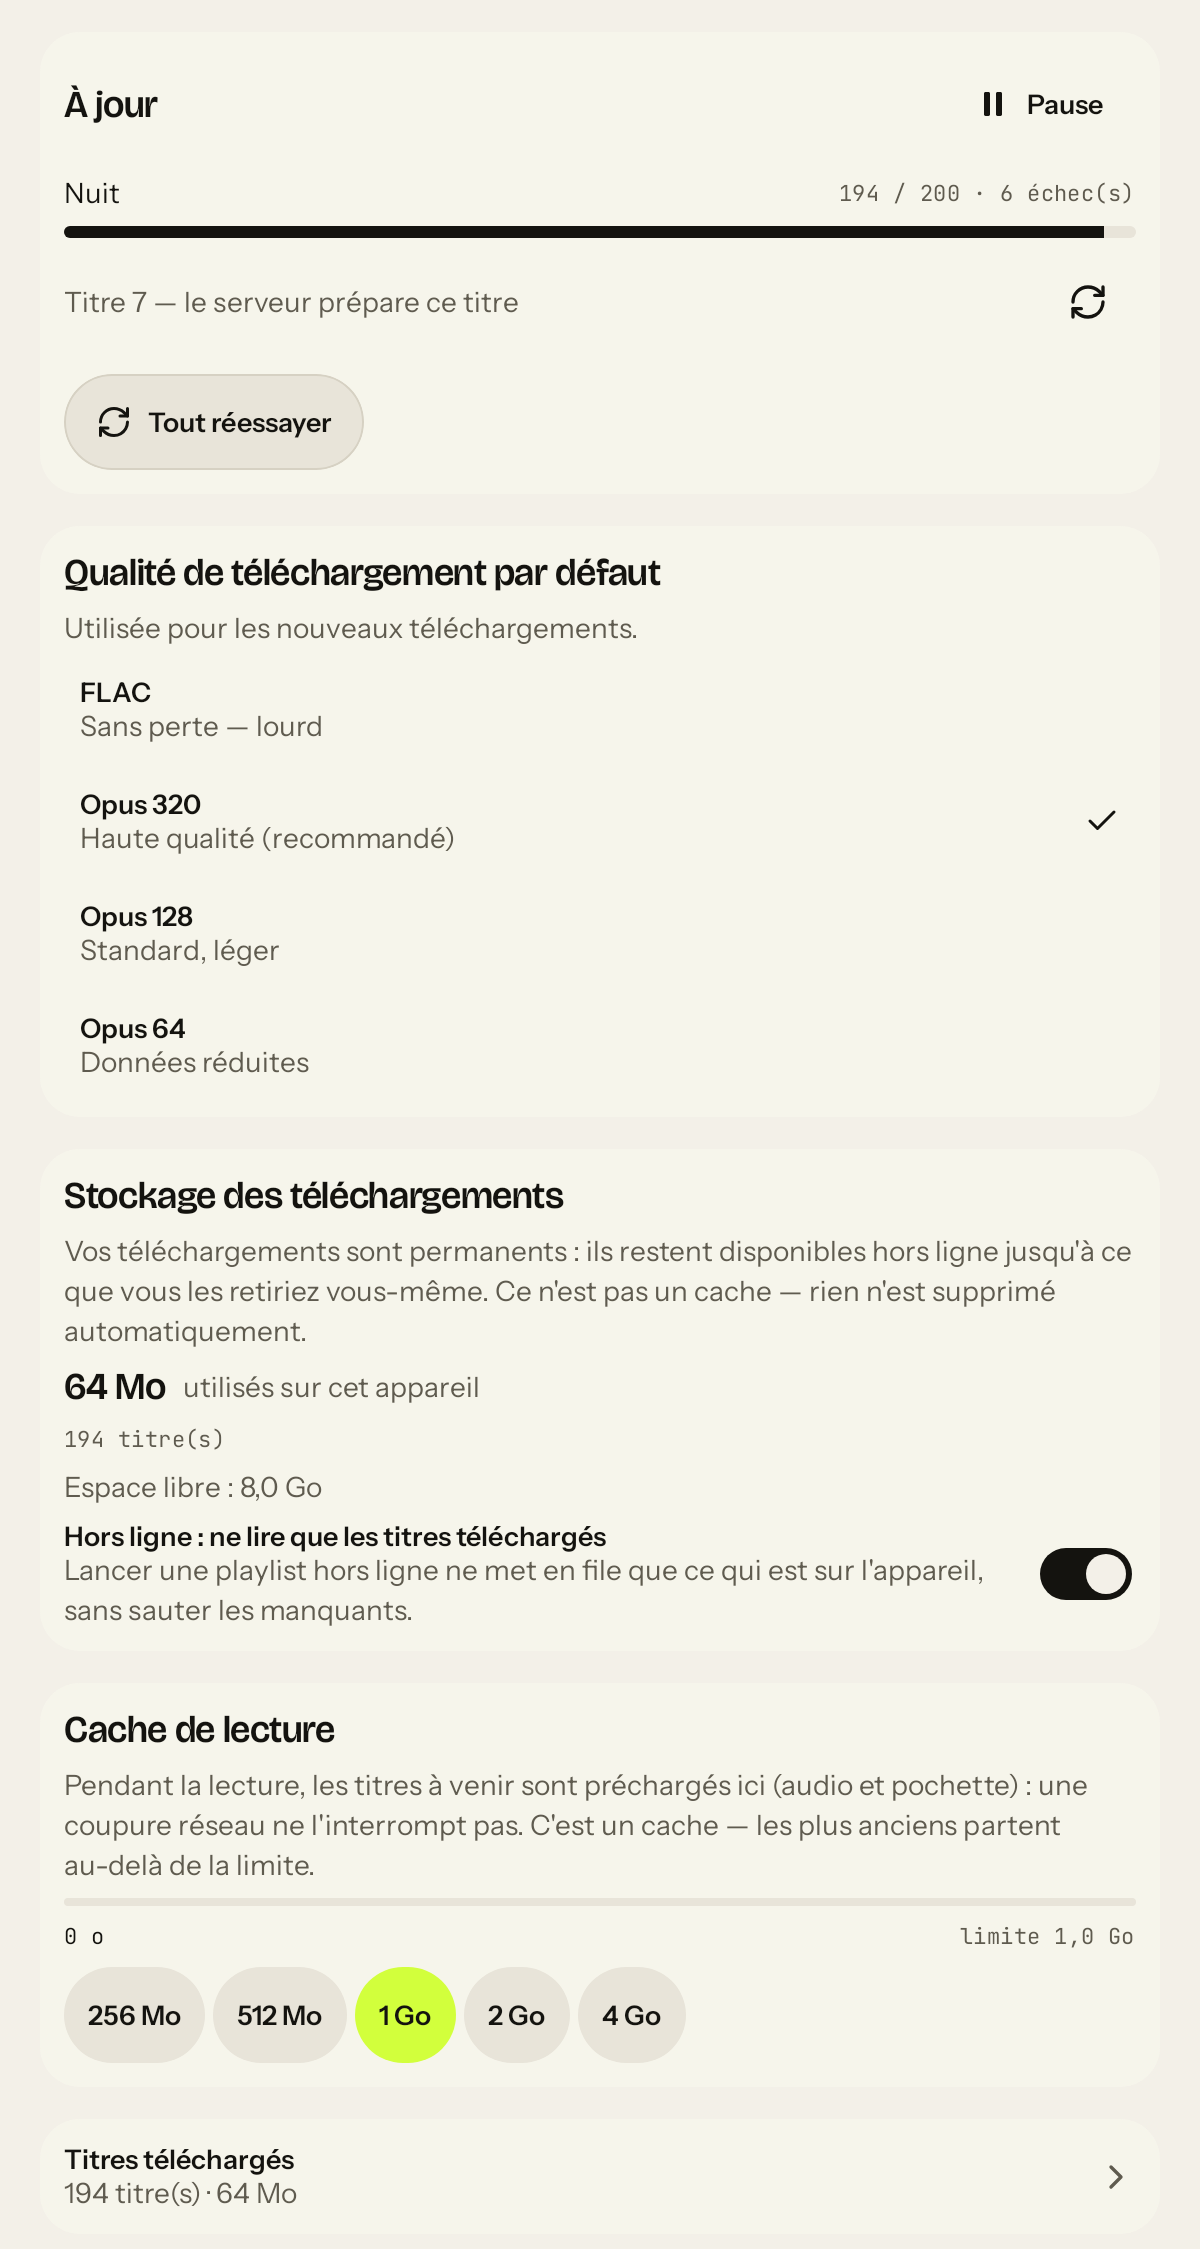 À jour
Pause
Nuit
194 / 200 · 6 échec(s)
Titre 7 — le serveur prépare ce titre
Tout réessayer
Qualité de téléchargement par défaut
Utilisée pour les nouveaux téléchargements.
FLAC
Sans perte — lourd
Opus 320
Haute qualité (recommandé)
Opus 128
Standard, léger
Opus 64
Données réduites
Stockage des téléchargements
Vos téléchargements sont permanents : ils restent disponibles hors ligne jusqu'à ce
que vous les retiriez vous-même. Ce n'est pas un cache — rien n'est supprimé
automatiquement.
64 Mo utilisés sur cet appareil
194 titre(s)
Espace libre : 8,0 Go
Hors ligne : ne lire que les titres téléchargés
Lancer une playlist hors ligne ne met en file que ce qui est sur l'appareil,
sans sauter les manquants.
Cache de lecture
Pendant la lecture, les titres à venir sont préchargés ici (audio et pochette) : une
coupure réseau ne l'interrompt pas. C'est un cache — les plus anciens partent
au-delà de la limite.
0 o
limite 1,0 Go
256 Mo
512 Mo
1 Go
2 Go
4 Go
Titres téléchargés
194 titre(s) · 64 Mo